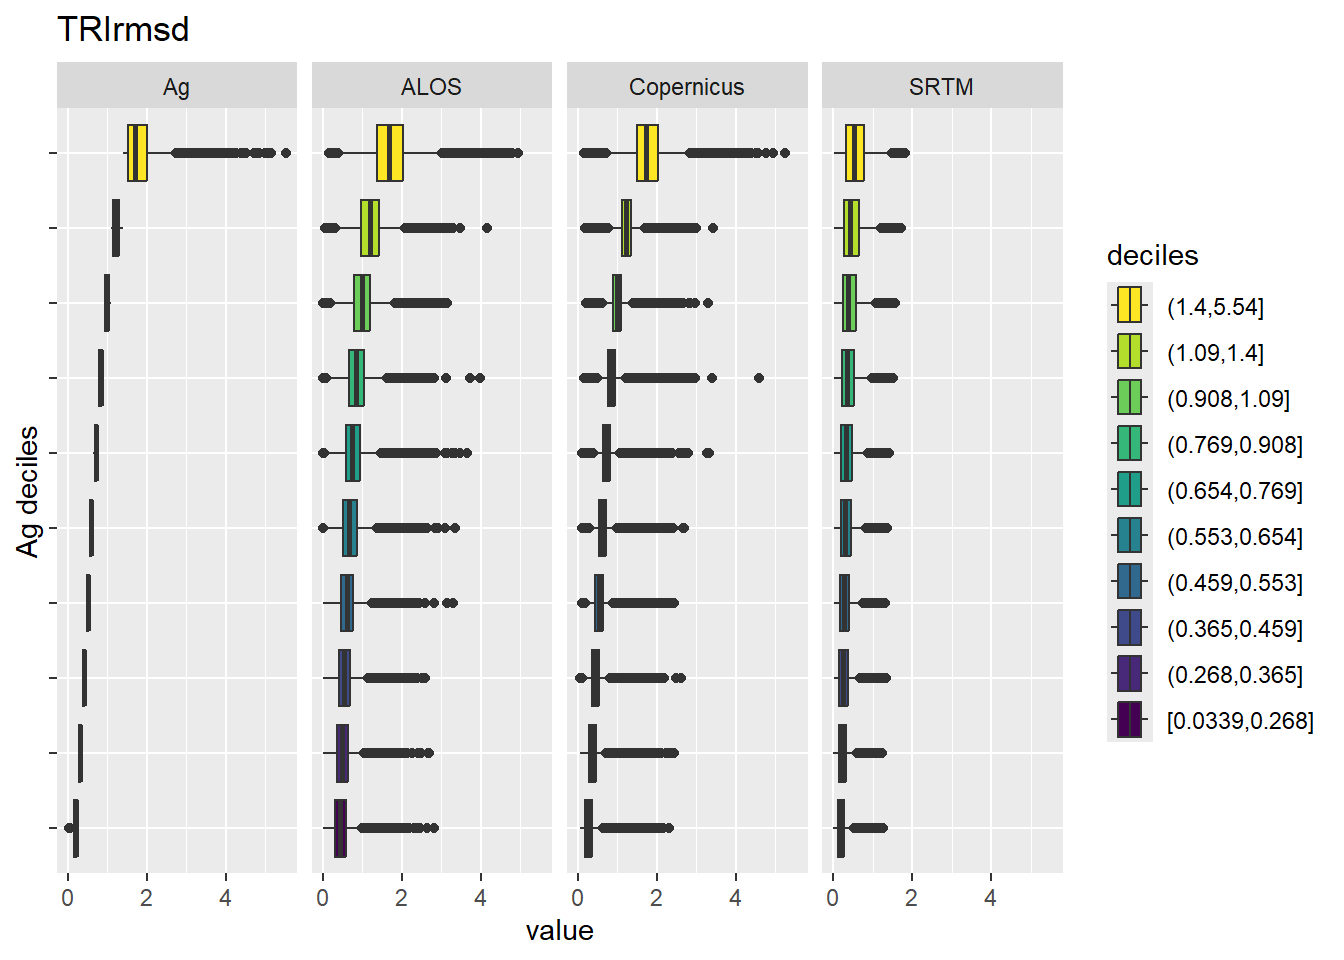 TRIrmsd
Ag
ALOS
Copernicus
SRTM
Ag deciles
0 2 4
0 2 4
0 2 4
0 2 4
value
deciles
(1.4,5.54]
(1.09,1.4]
(0.908,1.09]
(0.769,0.908]
(0.654,0.769]
(0.553,0.654]
(0.459,0.553]
(0.365,0.459]
(0.268,0.365]
[0.0339,0.268]